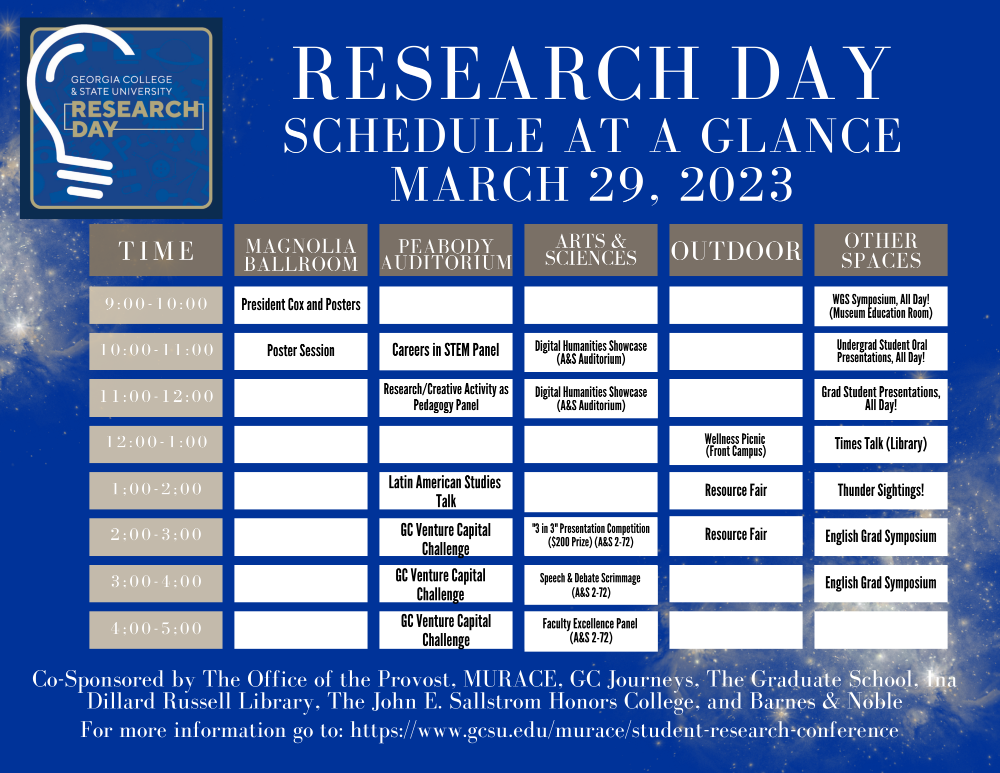 GEORGIA COLLEGE
& STATE UNIVERSITY
RESEARCH
DAY
RESEARCH DAY
SCHEDULE AT A GLANCE
MARCH 29, 2023
TIME
MAGNOLIA
BALLROOM
PEABODY
AUDITORIUM
ARTS &
SCIENCES
OUTDOOR
OTHER
SPACES
9:00-10:00
President Cox and Posters
WGS Symposium, All Day!
(Museum Education Room)
10:00-11:00
Poster Session
Careers in STEM Panel
Digital Humanities Showcase
(A&S Auditorium)
Undergrad Student Oral
Presentations, All Day!
11:00-12:00
Research/Creative Activity as
Pedagogy Panel
Digital Humanities Showcase
(A&S Auditorium)
Grad Student Presentations,
All Day!
12:00-1:00
Wellness Picnic
(Front Campus)
Times Talk (Library)
1:00-2:00
Latin American Studies
Talk
Resource Fair
Thunder Sightings!
2:00-3:00
GC Venture Capital
Challenge
"3 in 3" Presentation Competition
($200 Prize) (A&S 2-72)
Resource Fair
English Grad Symposium
3:00-4:00
GC Venture Capital
Challenge
Speech & Debate Scrimmage
(A&S 2-72)
English Grad Symposium
4:00-5:00
GC Venture Capital
Challenge
Faculty Excellence Panel
(A&S 2-72)
Co-Sponsored by The Office of the Provost, MURACE, GC Journeys, The Graduate School, Ina
Dillard Russell Library, The John E. Sallstrom Honors College, and Barnes & Noble
For more information go to: https://www.gcsu.edu/murace/student-research-conference